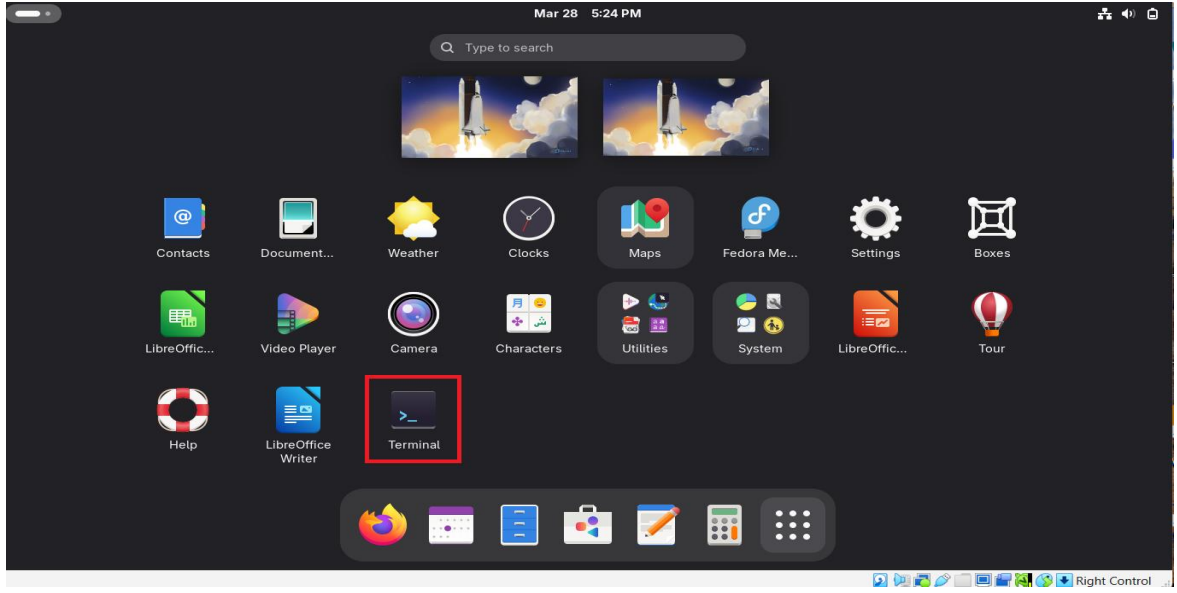 Mar 28 5:24 PM
Type to search
Contacts
Document...
Weather
Clocks
Maps
Fedora Me...
Settings
Boxes
LibreOffic...
Video Player
Camera
Characters
Utilities
System
LibreOffic...
Tour
Help
LibreOffice
Writer
Terminal
Right Control